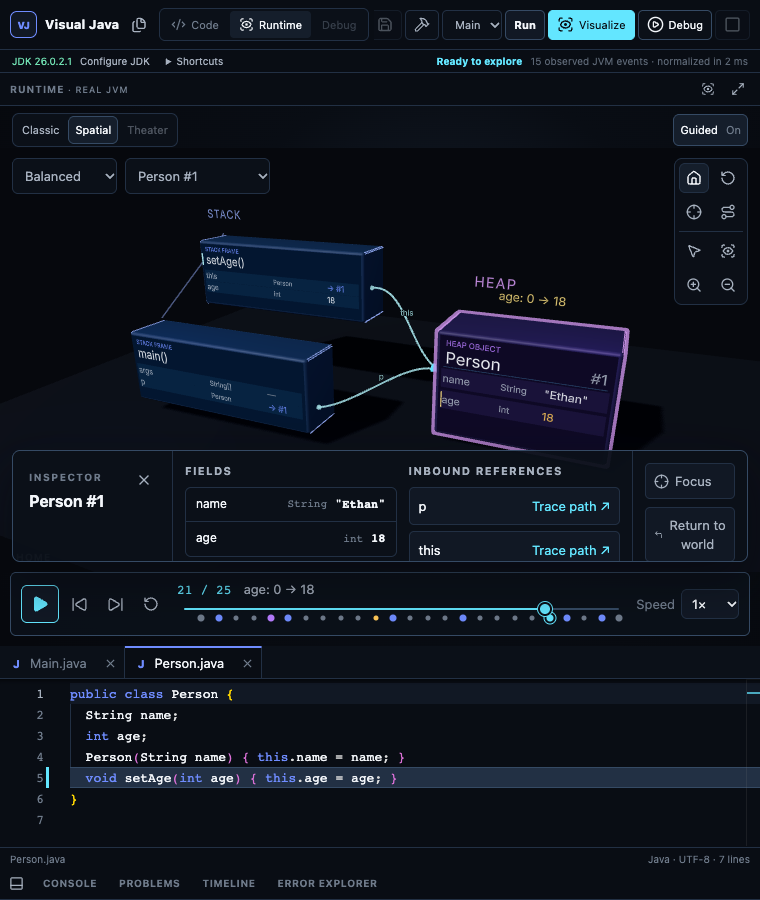 VJ Visual Java Code Runtime Debug Main Run Visualize Debug
JDK 26.0.2.1 Configure JDK Shortcuts Ready to explore 15 observed JVM events · normalized in 2 ms
RUNTIME · REAL JVM
Classic Spatial Theater Guided On
Balanced Person #1
STACK
STACK FRAME
setAge()
this Person → #1
age int 18
this
HEAP
age: 0 → 18
STACK FRAME
main()
args String[] —
p Person → #1
p
HEAP OBJECT
Person #1
name String "Ethan"
age int 18
INSPECTOR
Person #1
FIELDS
name String "Ethan"
age int 18
INBOUND REFERENCES
p Trace path ↗
this Trace path ↗
Focus
Return to
world
21 / 25 age: 0 → 18
Speed 1×
J Main.java × J Person.java ×
1 public class Person {
2 String name;
3 int age;
4 Person(String name) { this.name = name; }
5 void setAge(int age) { this.age = age; }
6 }
7
Person.java Java · UTF-8 · 7 lines
CONSOLE PROBLEMS TIMELINE ERROR EXPLORER